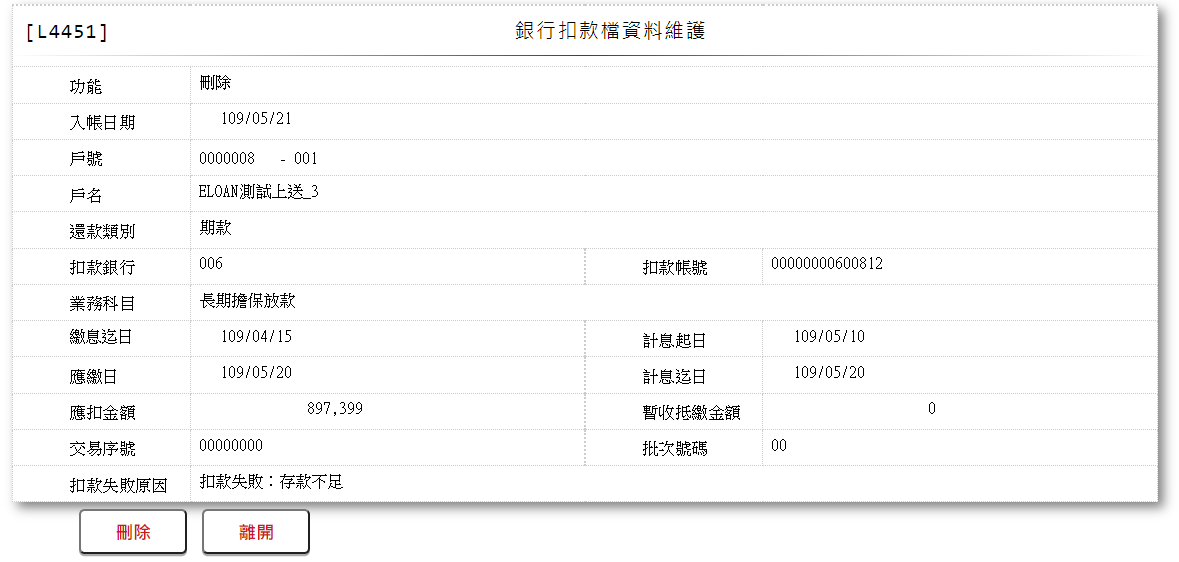 [L4451] 銀行扣款檔資料維護
功能 刪除
入帳日期 109/05/21
戶號 0000008 - 001
戶名 ELOAN測試上送_3
還款類別 期款
扣款銀行 006 扣款帳號 00000000600812
業務科目 長期擔保放款
繳息迄日 109/04/15 計息起日 109/05/10
應繳日 109/05/20 計息迄日 109/05/20
應扣金額 897,399 暫收抵繳金額 0
交易序號 00000000 批次號碼 00
扣款失敗原因 扣款失敗：存款不足
刪除 離開